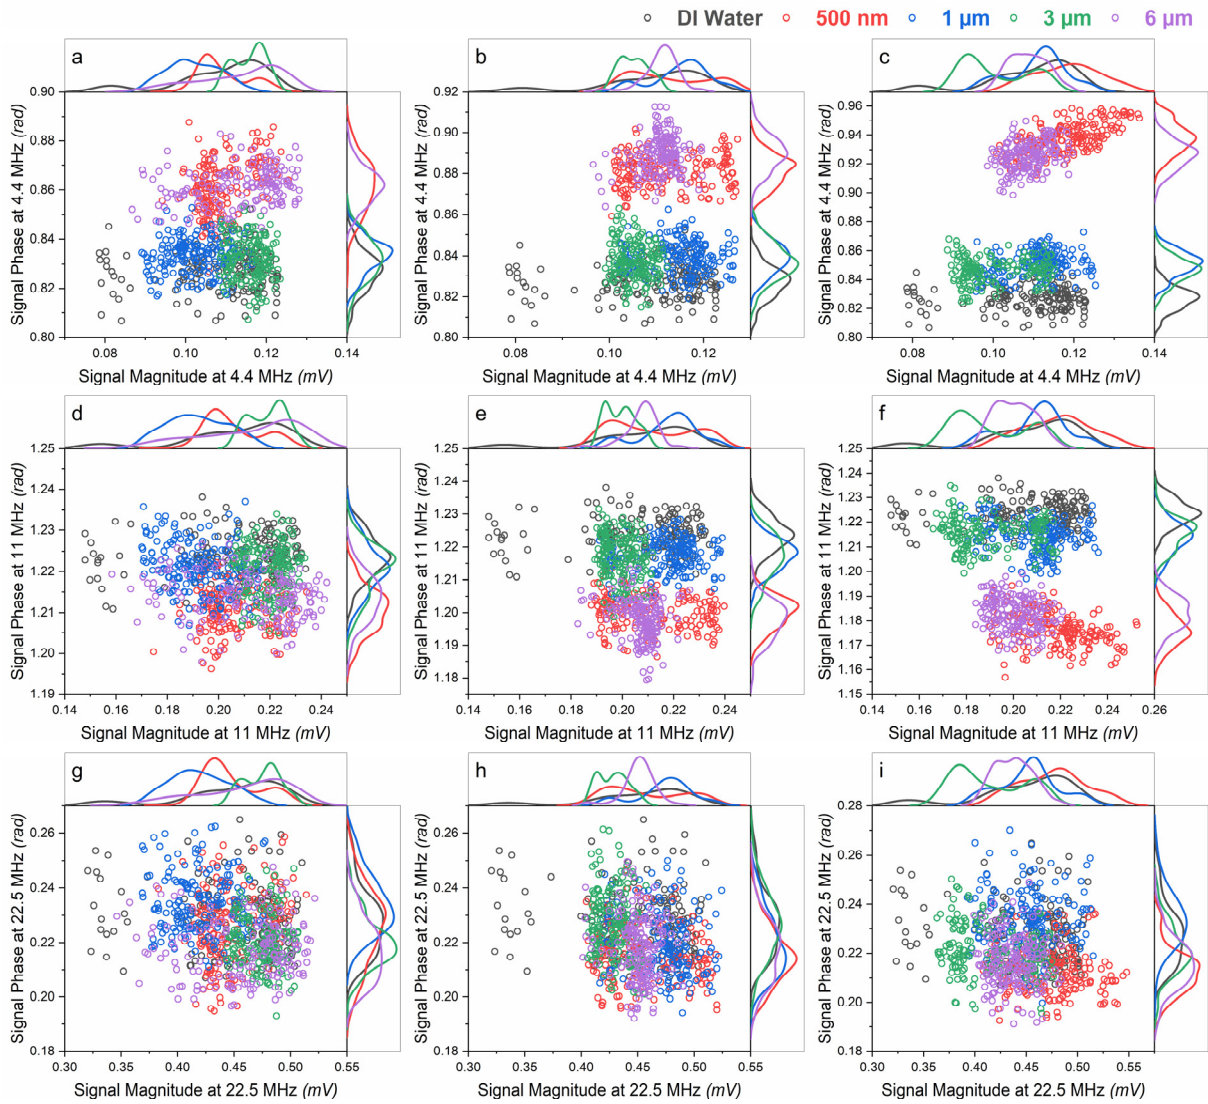 DI Water 500 nm 1 μm 3 μm 6 μm
a
0.90
0.88
0.86
0.84
0.82
0.80
0.08 0.10 0.12 0.14
Signal Phase at 4.4 MHz (rad)
Signal Magnitude at 4.4 MHz (mV)
b
0.92
0.90
0.88
0.86
0.84
0.82
0.80
0.08 0.10 0.12
Signal Phase at 4.4 MHz (rad)
Signal Magnitude at 4.4 MHz (mV)
c
0.96
0.94
0.92
0.90
0.86
0.84
0.82
0.80
0.08 0.10 0.12 0.14
Signal Phase at 4.4 MHz (rad)
Signal Magnitude at 4.4 MHz (mV)
d
1.25
1.24
1.23
1.22
1.21
1.20
1.19
0.14 0.16 0.18 0.20 0.22 0.24
Signal Phase at 11 MHz (rad)
Signal Magnitude at 11 MHz (mV)
e
1.25
1.24
1.23
1.22
1.21
1.20
1.19
1.18
0.14 0.16 0.18 0.20 0.22 0.24
Signal Phase at 11 MHz (rad)
Signal Magnitude at 11 MHz (mV)
f
1.25
1.24
1.23
1.22
1.21
1.20
1.19
1.18
1.17
1.16
1.15
0.14 0.16 0.18 0.20 0.22 0.24 0.26
Signal Phase at 11 MHz (rad)
Signal Magnitude at 11 MHz (mV)
g
0.26
0.24
0.22
0.20
0.18
0.30 0.35 0.40 0.45 0.50 0.55
Signal Phase at 22.5 MHz (rad)
Signal Magnitude at 22.5 MHz (mV)
h
0.26
0.24
0.22
0.20
0.18
0.30 0.35 0.40 0.45 0.50 0.55
Signal Phase at 22.5 MHz (rad)
Signal Magnitude at 22.5 MHz (mV)
i
0.28
0.26
0.24
0.22
0.20
0.18
0.30 0.35 0.40 0.45 0.50 0.55
Signal Phase at 22.5 MHz (rad)
Signal Magnitude at 22.5 MHz (mV)